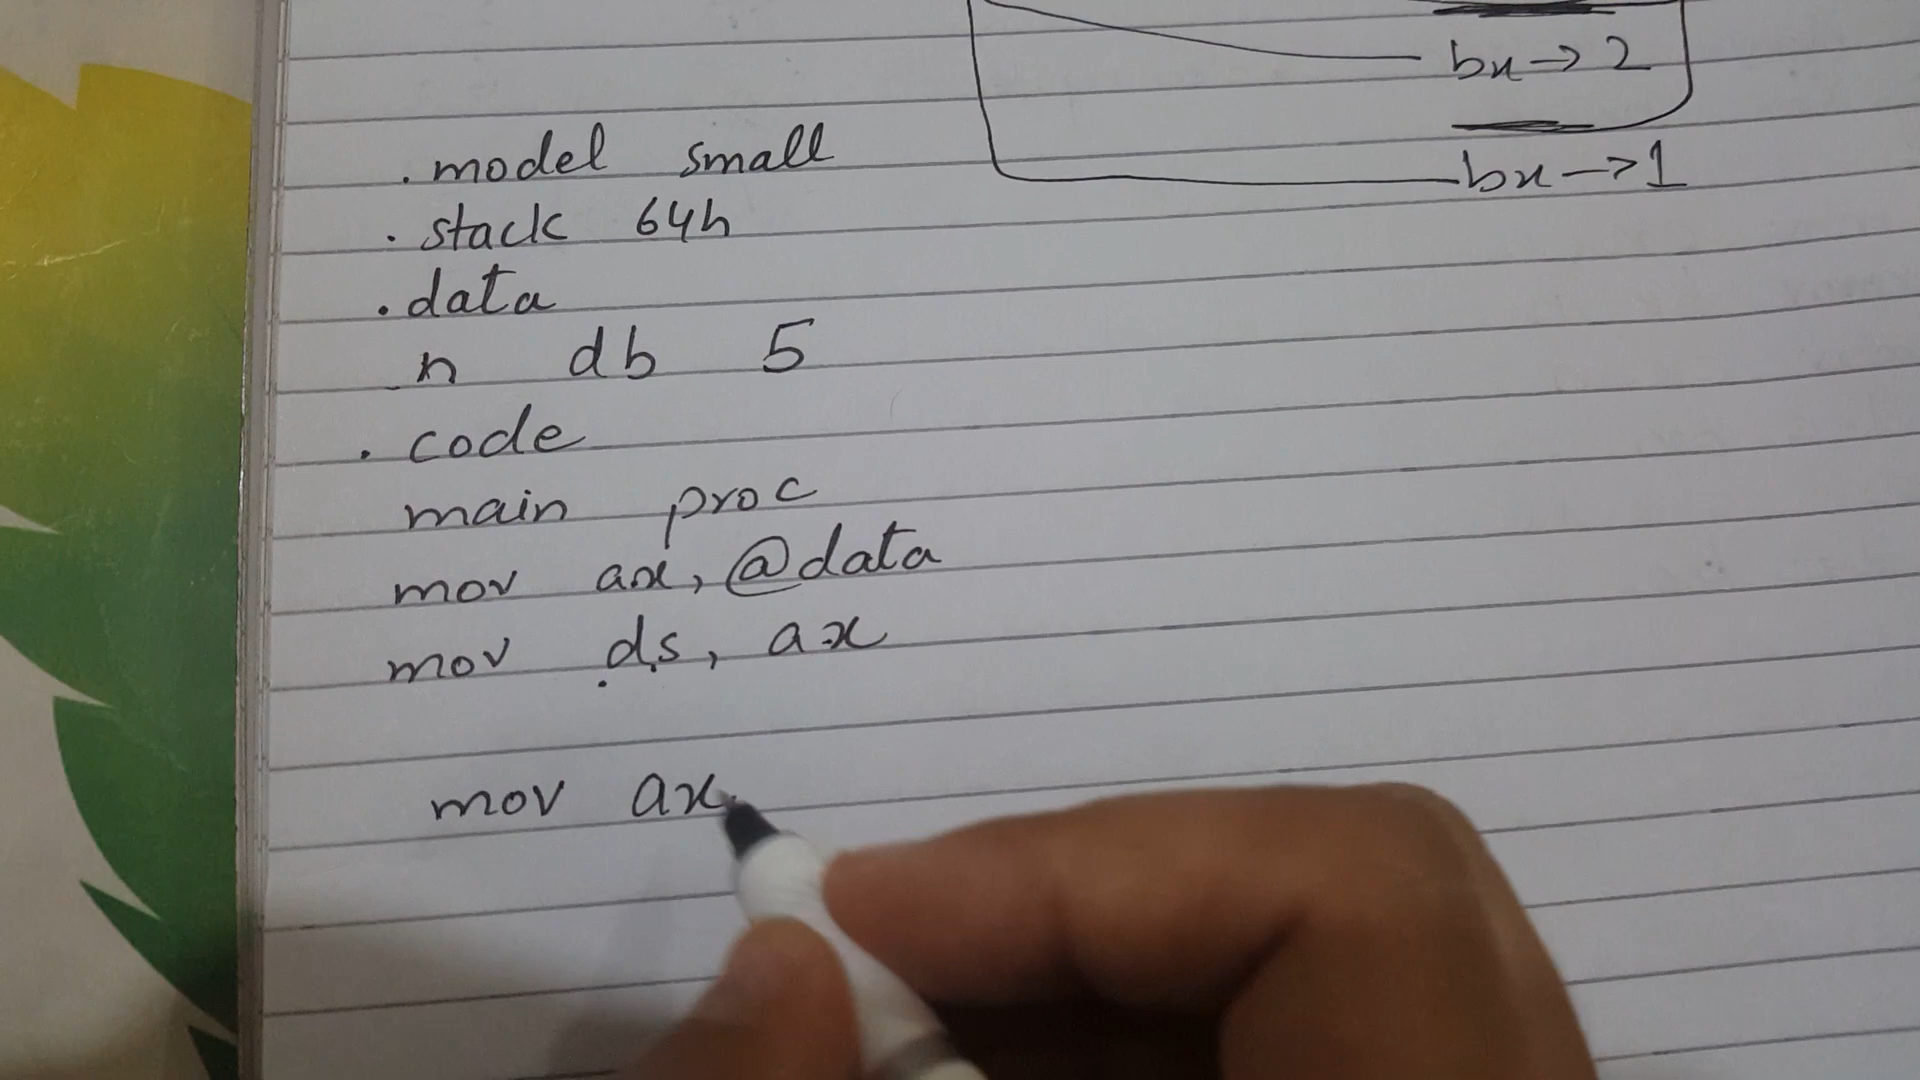 bx → 2
bx → 1
.model small
.stack 64h
.data
n db 5
.code
main proc
mov ax, @data
mov ds, ax
mov ax